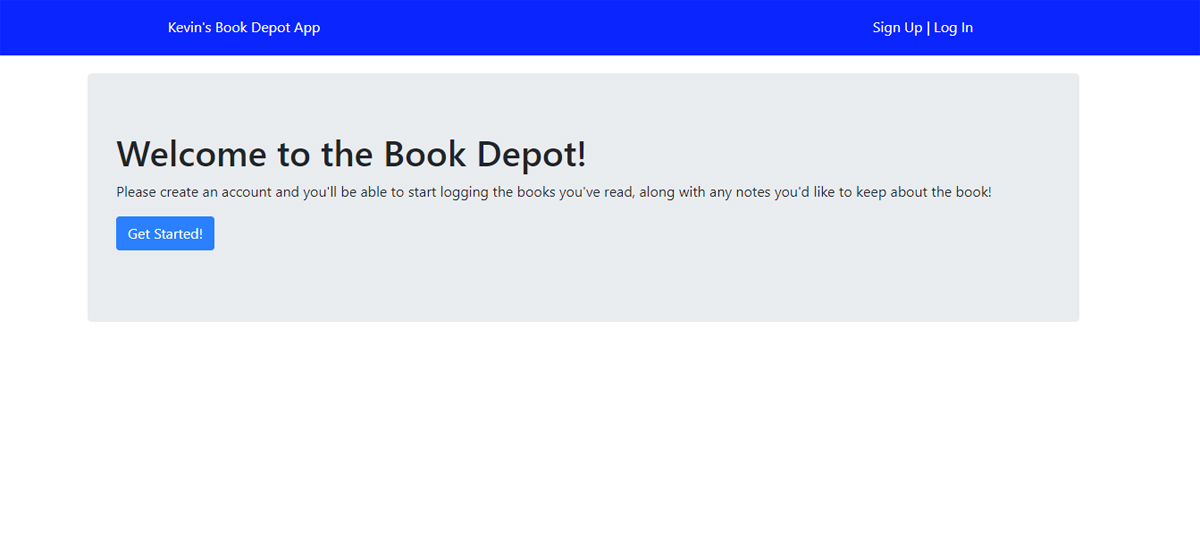 Kevin's Book Depot App
Sign Up | Log In
Welcome to the Book Depot!
Please create an account and you'll be able to start logging the books you've read, along with any notes you'd like to keep about the book!
Get Started!